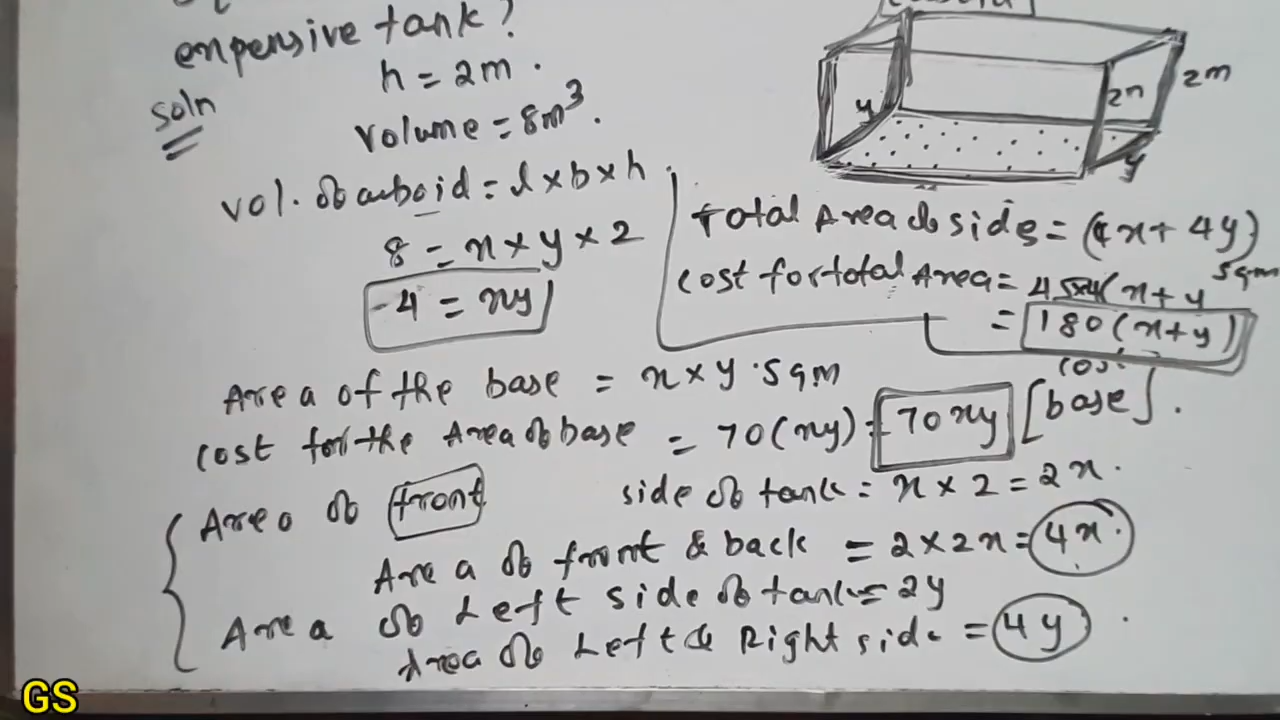 expensive tank?
h = 2m.
Soln
volume = 8m³.
vol. of cuboid = l × b × h
8 = x × y × 2
4 = xy
2m
2m
y
y
Total Area of sides = (4x + 4y) sqm
cost for total Area = 45×4(x+y
= 180(x+y)
Area of the base = x × y sqm
cost for the Area of base = 70(xy) = 70xy [base].
Area of front side of tank = x × 2 = 2x.
Area of front & back = 2 × 2x = 4x.
Area of Left side of tank = 2y
Area of Left & Right side = 4y.
GS